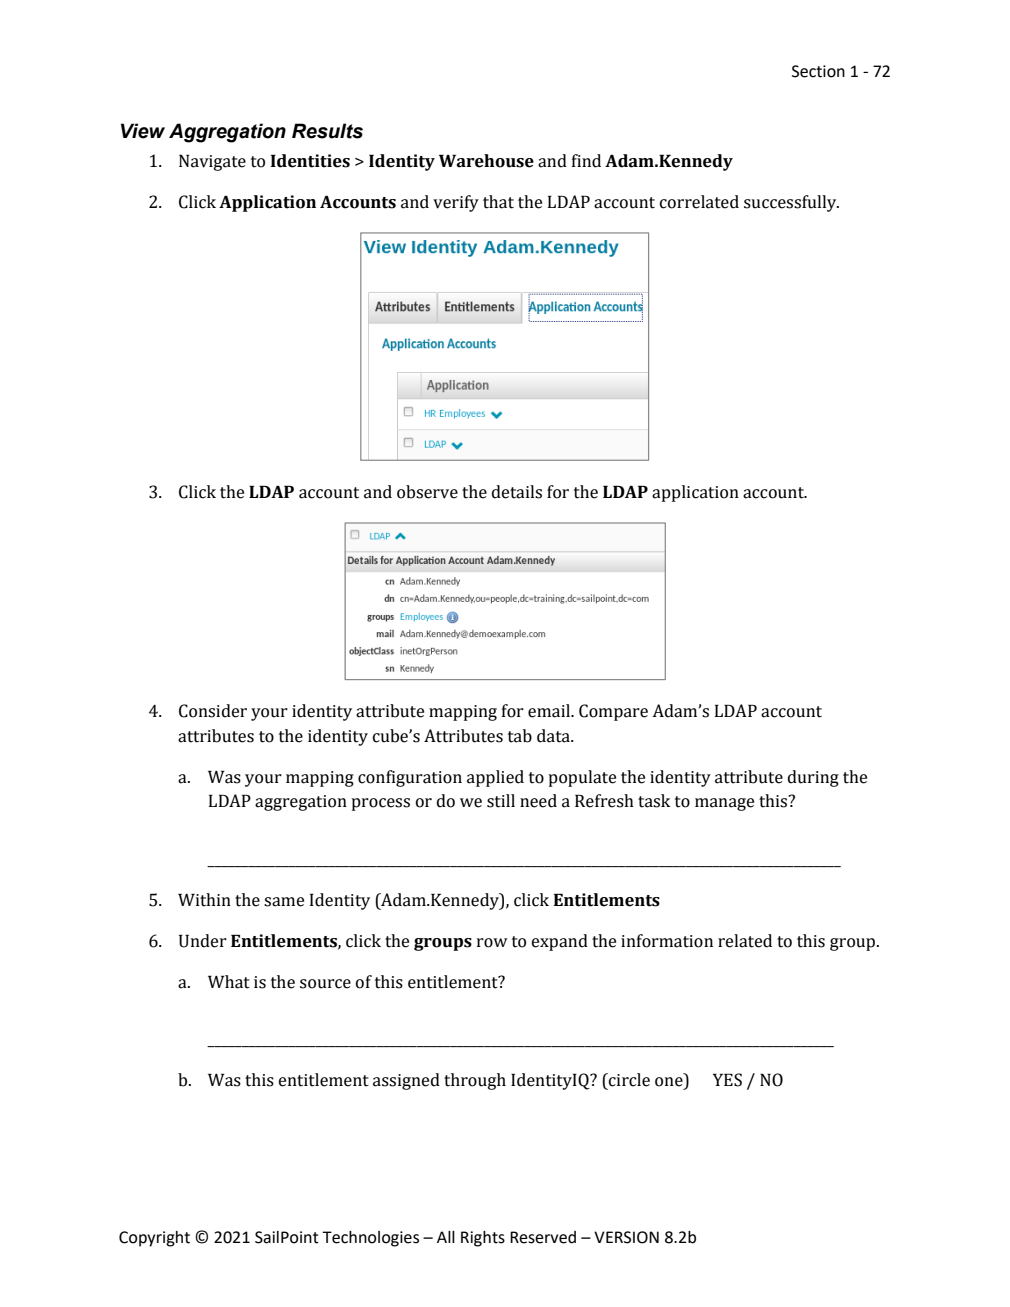 Section 1 - 72
View Aggregation Results
1. Navigate to Identities > Identity Warehouse and find Adam.Kennedy
2. Click Application Accounts and verify that the LDAP account correlated successfully.
View Identity Adam.Kennedy
Attributes Entitlements Application Accounts
Application Accounts
Application
HR Employees
LDAP
3. Click the LDAP account and observe the details for the LDAP application account.
LDAP
Details for Application Account Adam.Kennedy
cn Adam.Kennedy
dn cn=Adam.Kennedy,ou=people,dc=training,dc=sailpoint,dc=com
groups Employees i
mail Adam.Kennedy@demoexample.com
objectClass inetOrgPerson
sn Kennedy
4. Consider your identity attribute mapping for email. Compare Adam’s LDAP account
attributes to the identity cube’s Attributes tab data.
a. Was your mapping configuration applied to populate the identity attribute during the
LDAP aggregation process or do we still need a Refresh task to manage this?
5. Within the same Identity (Adam.Kennedy), click Entitlements
6. Under Entitlements, click the groups row to expand the information related to this group.
a. What is the source of this entitlement?
b. Was this entitlement assigned through IdentityIQ? (circle one) YES / NO
Copyright © 2021 SailPoint Technologies – All Rights Reserved – VERSION 8.2b